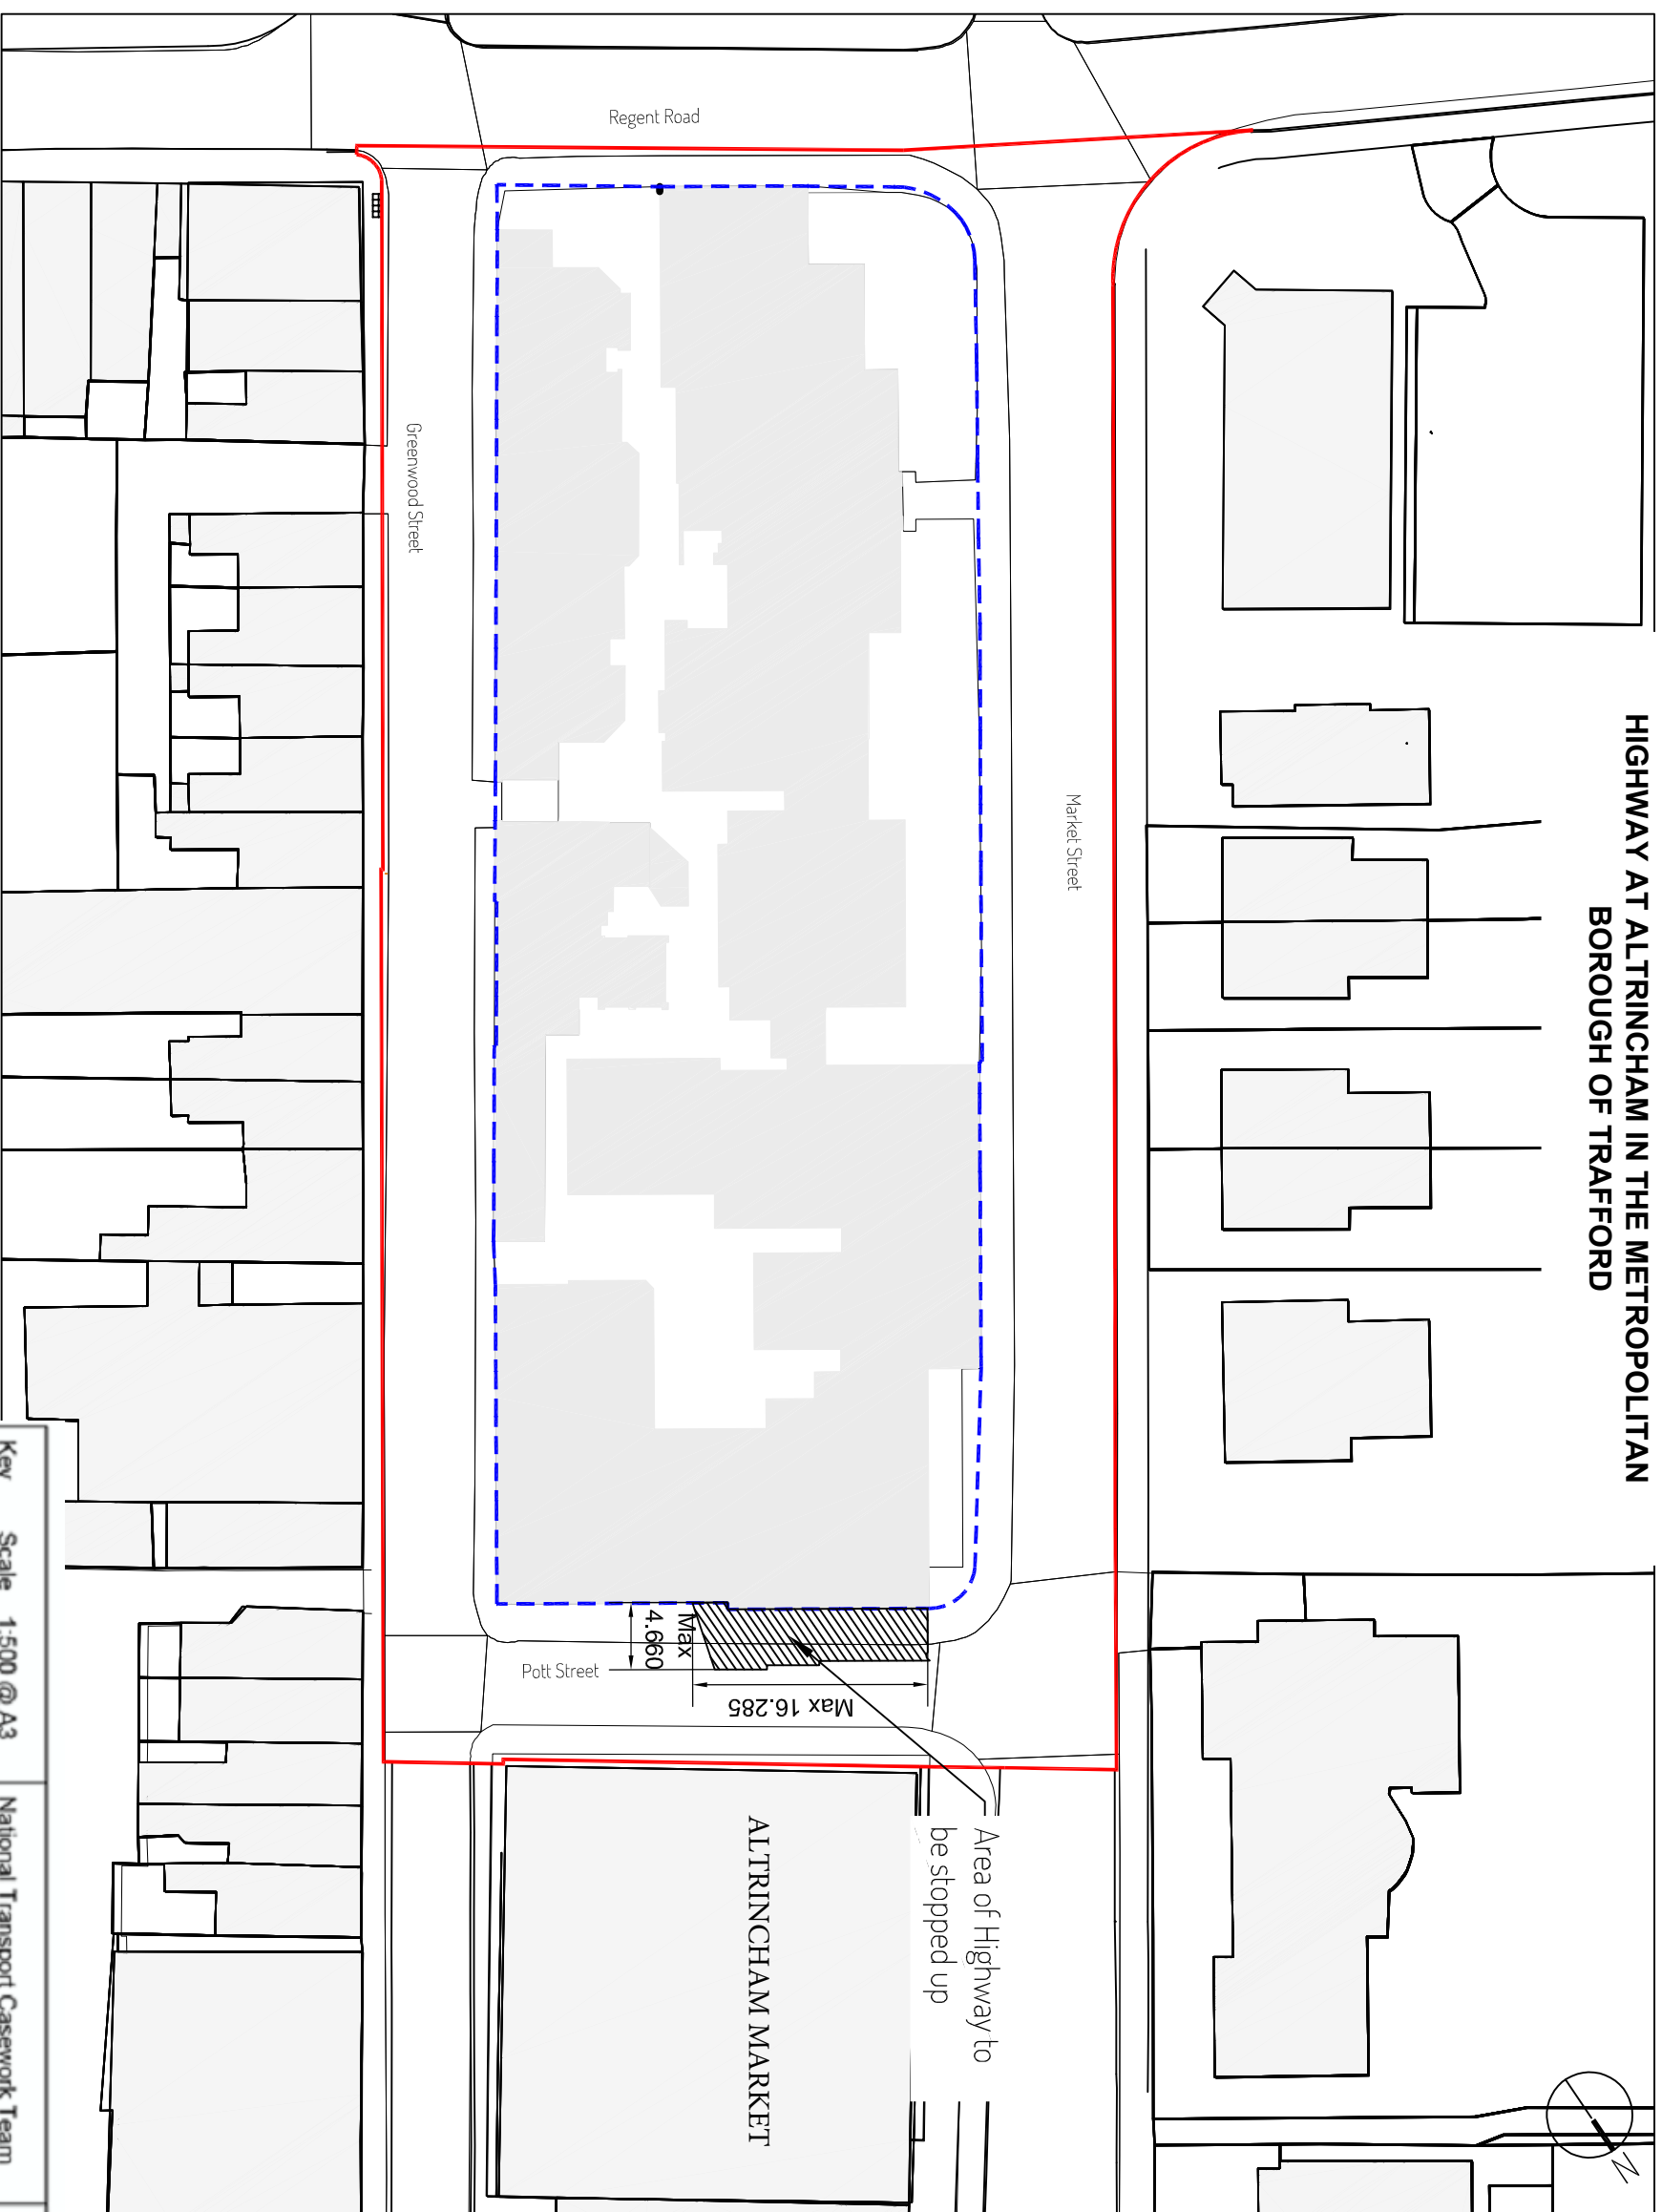 HIGHWAY AT ALTRINCHAM IN THE METROPOLITAN
BOROUGH OF TRAFFORD
Regent Road
Greenwood Street
Market Street
Pott Street
Max
4.660
Max 16.285
Area of Highway to
be stopped up
ALTRINCHAM MARKET
N
Key
Scale 1:500 @ A3
National Transport Casework Team